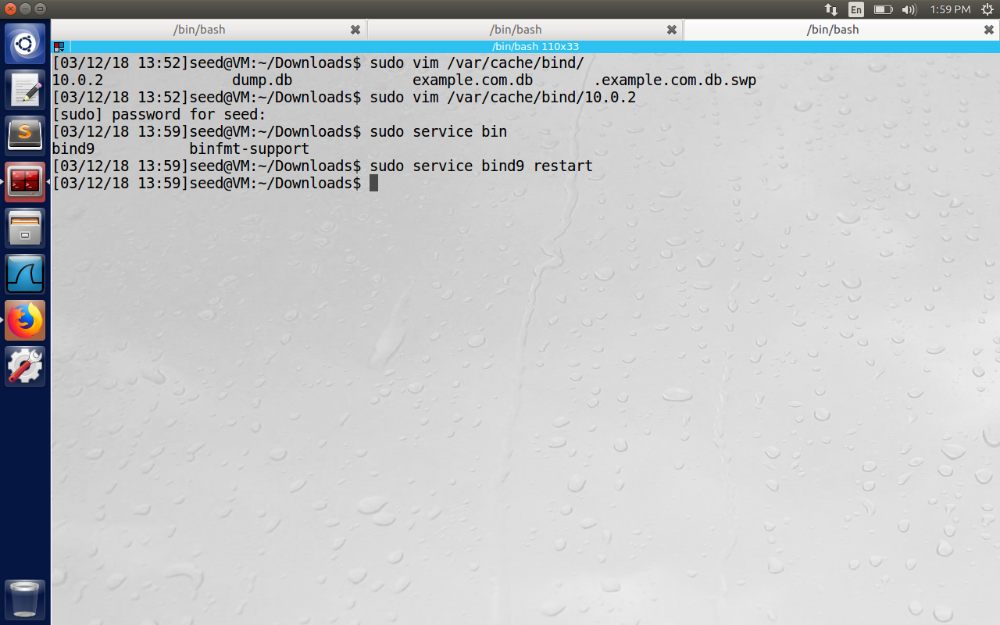 En 1:59 PM
/bin/bash /bin/bash /bin/bash
/bin/bash 110x33
[03/12/18 13:52]seed@VM:~/Downloads$ sudo vim /var/cache/bind/
10.0.2 dump.db example.com.db .example.com.db.swp
[03/12/18 13:52]seed@VM:~/Downloads$ sudo vim /var/cache/bind/10.0.2
[sudo] password for seed:
[03/12/18 13:59]seed@VM:~/Downloads$ sudo service bin
bind9 binfmt-support
[03/12/18 13:59]seed@VM:~/Downloads$ sudo service bind9 restart
[03/12/18 13:59]seed@VM:~/Downloads$